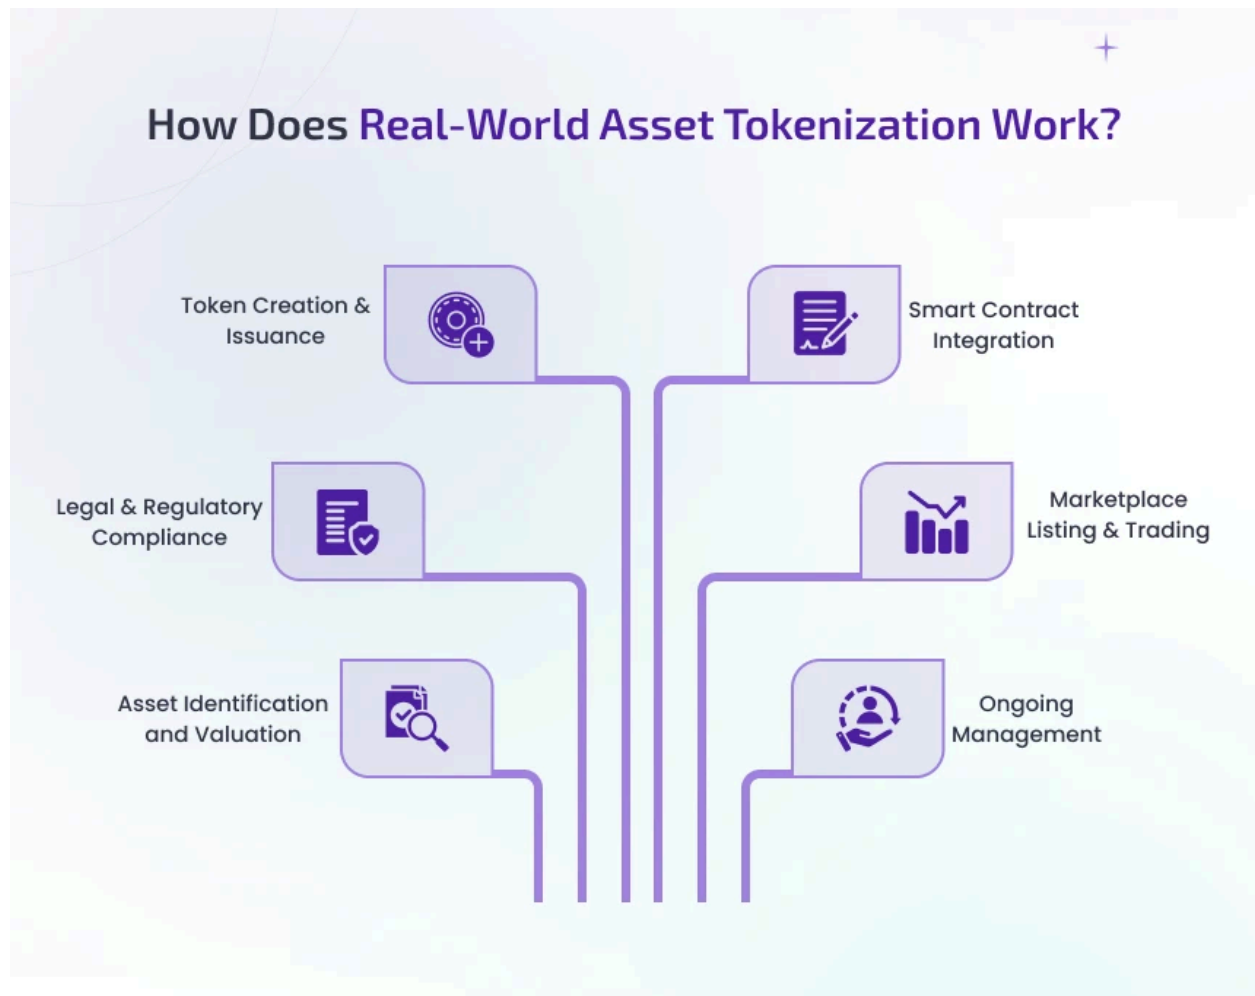 How Does Real-World Asset Tokenization Work?
Token Creation &
Issuance
Smart Contract
Integration
Legal & Regulatory
Compliance
Marketplace
Listing & Trading
Asset Identification
and Valuation
Ongoing
Management